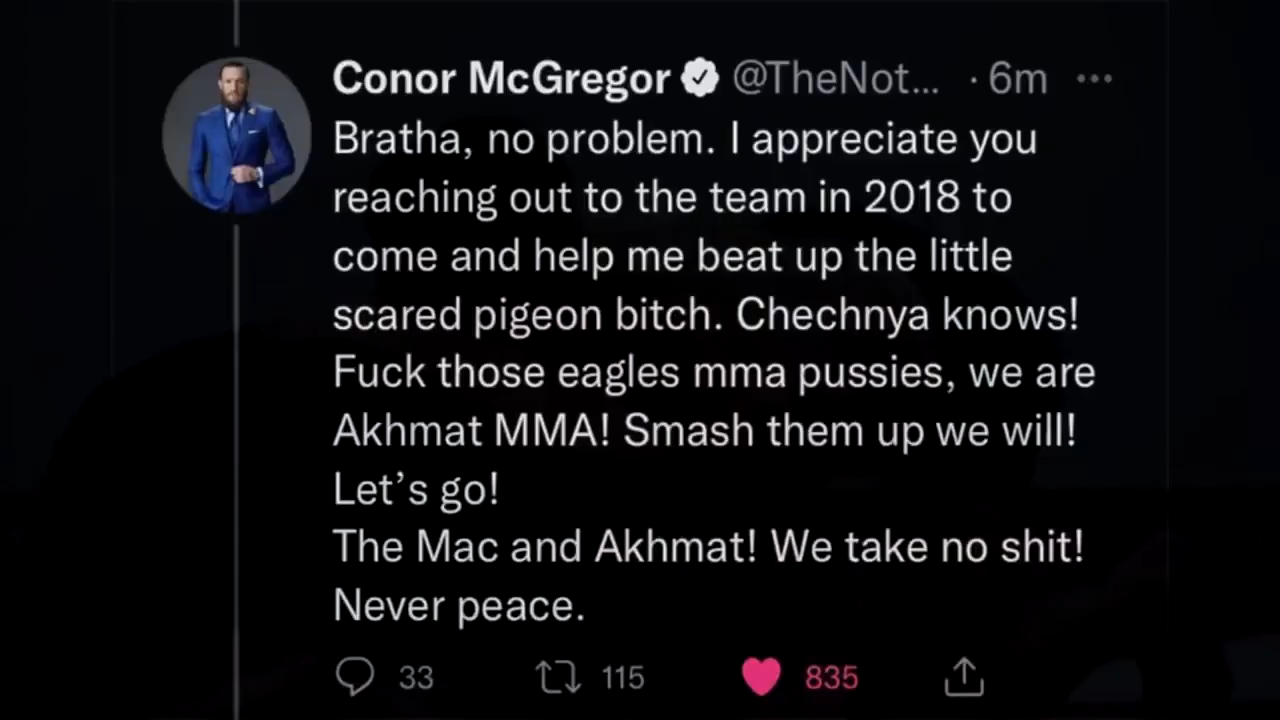 Conor McGregor @TheNot... · 6m ···
Bratha, no problem. I appreciate you
reaching out to the team in 2018 to
come and help me beat up the little
scared pigeon bitch. Chechnya knows!
Fuck those eagles mma pussies, we are
Akhmat MMA! Smash them up we will!
Let’s go!
The Mac and Akhmat! We take no shit!
Never peace.
33 115 835